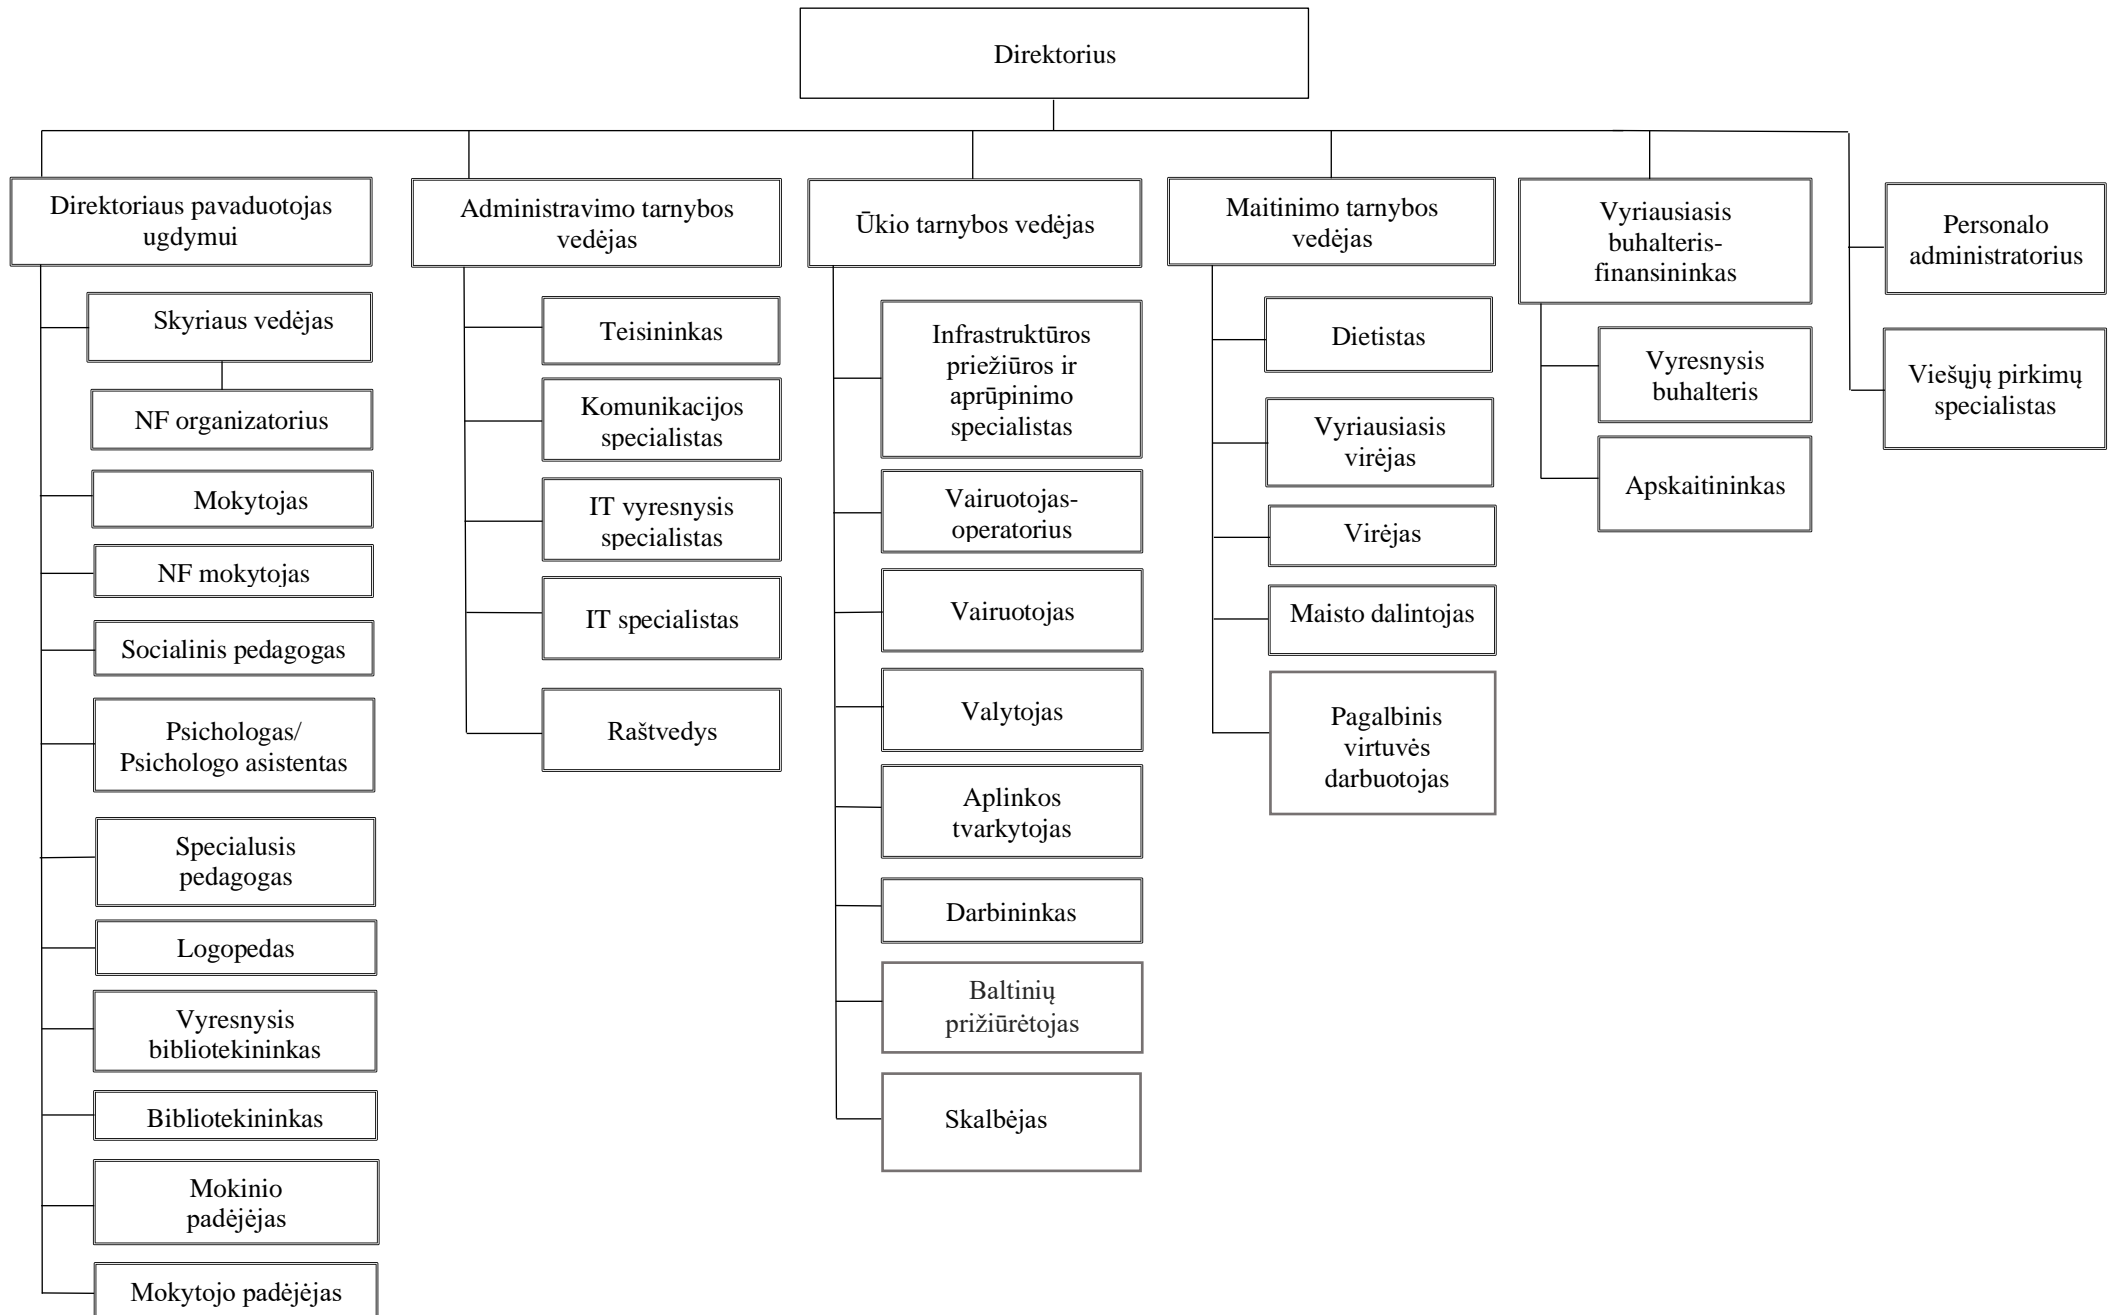 Direktorius
Direktoriaus pavaduotojas
ugdymui
Skyriaus vedėjas
NF organizatorius
Mokytojas
NF mokytojas
Socialinis pedagogas
Psichologas/
Psichologo asistentas
Specialusis
pedagogas
Logopedas
Vyresnysis
bibliotekininkas
Bibliotekininkas
Mokinio
padėjėjas
Mokytojo padėjėjas
Administravimo tarnybos
vedėjas
Teisininkas
Komunikacijos
specialistas
IT vyresnysis
specialistas
IT specialistas
Raštvedys
Ūkio tarnybos vedėjas
Infrastruktūros
priežiūros ir
aprūpinimo
specialistas
Vairuotojas-
operatorius
Vairuotojas
Valytojas
Aplinkos
tvarkytojas
Darbininkas
Baltinių
prižiūrėtojas
Skalbėjas
Maitinimo tarnybos
vedėjas
Dietistas
Vyriausiasis
virėjas
Virėjas
Maisto dalintojas
Pagalbinis
virtuvės
darbuotojas
Vyriausiasis
buhalteris-
finansininkas
Vyresnysis
buhalteris
Apskaitininkas
Personalo
administratorius
Viešųjų pirkimų
specialistas